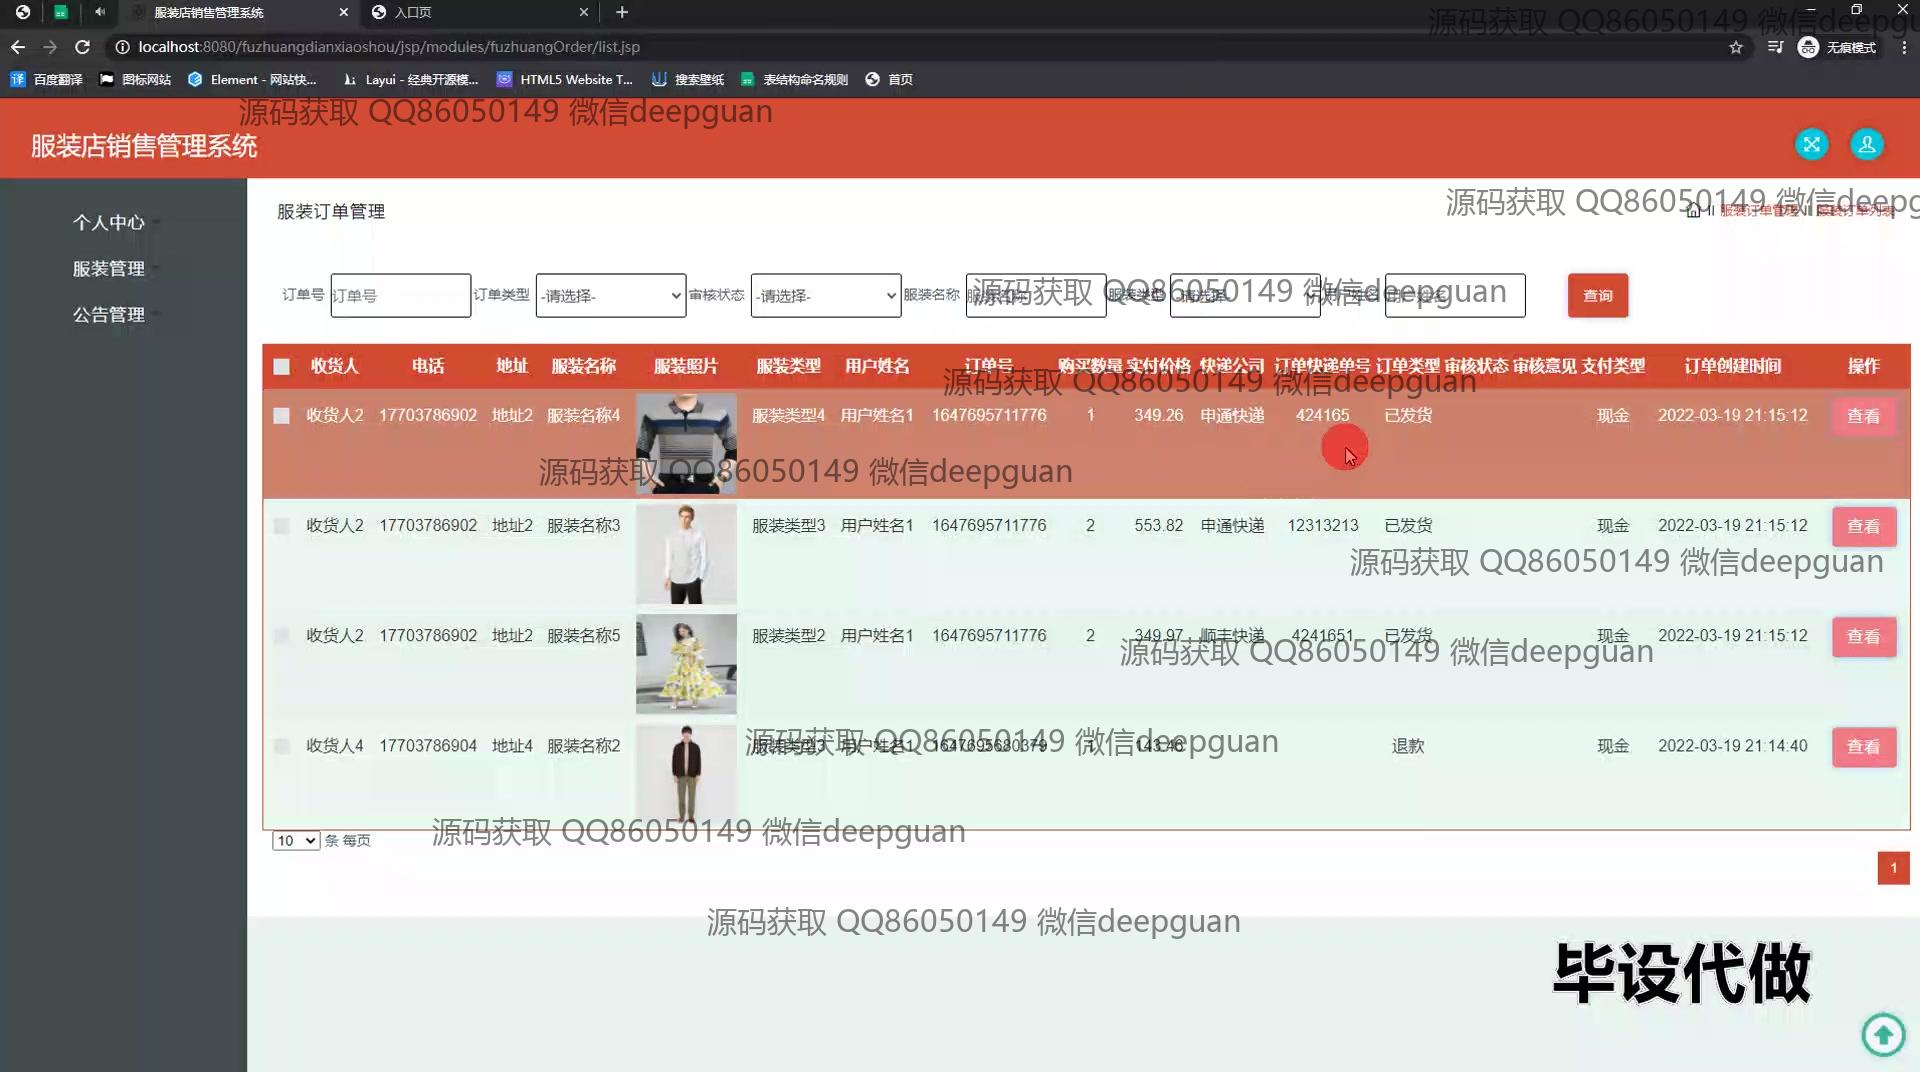 服装店销售管理系统
入口页
localhost:8080/fuzhuangdianxiaoshou/jsp/modules/fuzhuangOrder/list.jsp
无痕模式
百度翻译 图标网站 Element - 网站快... Layui - 经典开源模... HTML5 Website T... 搜索壁纸 表结构命名规则 首页
源码获取 QQ86050149 微信deepgu
源码获取 QQ86050149 微信deepguan
服装店销售管理系统
个人中心
服装管理
公告管理
服装订单管理
源码获取 QQ86050149 微信deepg
服装订单管理 服装订单列表
订单号 订单号 订单类型 -请选择- 审核状态 -请选择- 服装名称 服装类型 查询
源码获取 QQ86050149 微信deepguan
收货人 电话 地址 服装名称 服装照片 服装类型 用户姓名 订单号 购买数量 实付价格 快递公司 订单快递单号 订单类型 审核状态 审核意见 支付类型 订单创建时间 操作
源码获取 QQ86050149 微信deepguan
收货人2 17703786902 地址2 服装名称4 服装类型4 用户姓名1 1647695711776 1 349.26 申通快递 424165 已发货 现金 2022-03-19 21:15:12 查看
源码获取 QQ86050149 微信deepguan
收货人2 17703786902 地址2 服装名称3 服装类型3 用户姓名1 1647695711776 2 553.82 申通快递 12313213 已发货 现金 2022-03-19 21:15:12 查看
源码获取 QQ86050149 微信deepguan
收货人2 17703786902 地址2 服装名称5 服装类型2 用户姓名1 1647695711776 2 349.97 顺丰快递 4241651 已发货 现金 2022-03-19 21:15:12 查看
源码获取 QQ86050149 微信deepguan
收货人4 17703786904 地址4 服装名称2 服装类型3 用户姓名1 退款 现金 2022-03-19 21:14:40 查看
源码获取 QQ86050149 微信deepguan
10 条 每页
源码获取 QQ86050149 微信deepguan
1
源码获取 QQ86050149 微信deepguan
毕设代做